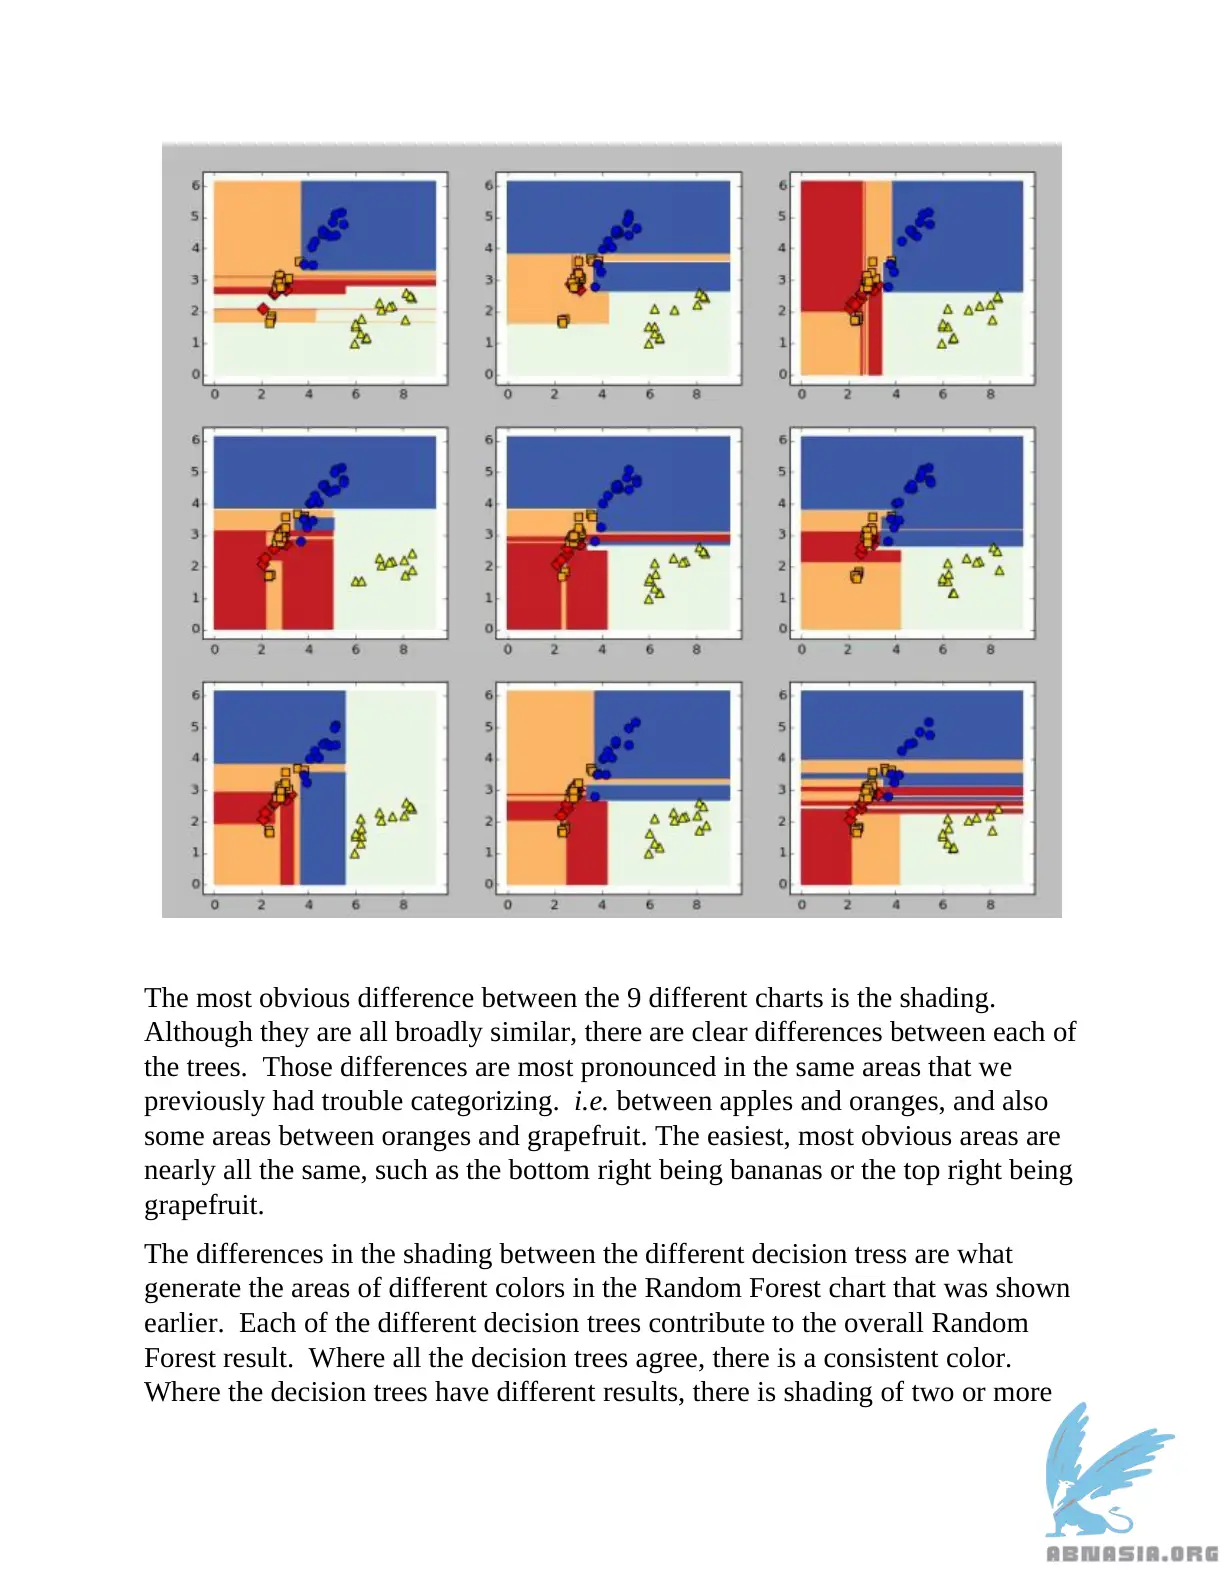 6 6 6
5 5 5
4 4 4
3 3 3
2 2 2
1 1 1
0 0 0
0 2 4 6 8 0 2 4 6 8 0 2 4 6 8
6 6 6
5 5 5
4 4 4
3 3 3
2 2 2
1 1 1
0 0 0
0 2 4 6 8 0 2 4 6 8 0 2 4 6 8
6 6 6
5 5 5
4 4 4
3 3 3
2 2 2
1 1 1
0 0 0
0 2 4 6 8 0 2 4 6 8 0 2 4 6 8
The most obvious difference between the 9 different charts is the shading.
Although they are all broadly similar, there are clear differences between each of
the trees.  Those differences are most pronounced in the same areas that we
previously had trouble categorizing.  i.e. between apples and oranges, and also
some areas between oranges and grapefruit. The easiest, most obvious areas are
nearly all the same, such as the bottom right being bananas or the top right being
grapefruit.
The differences in the shading between the different decision tress are what
generate the areas of different colors in the Random Forest chart that was shown
earlier.  Each of the different decision trees contribute to the overall Random
Forest result.  Where all the decision trees agree, there is a consistent color.
Where the decision trees have different results, there is shading of two or more
ABNASIA.ORG